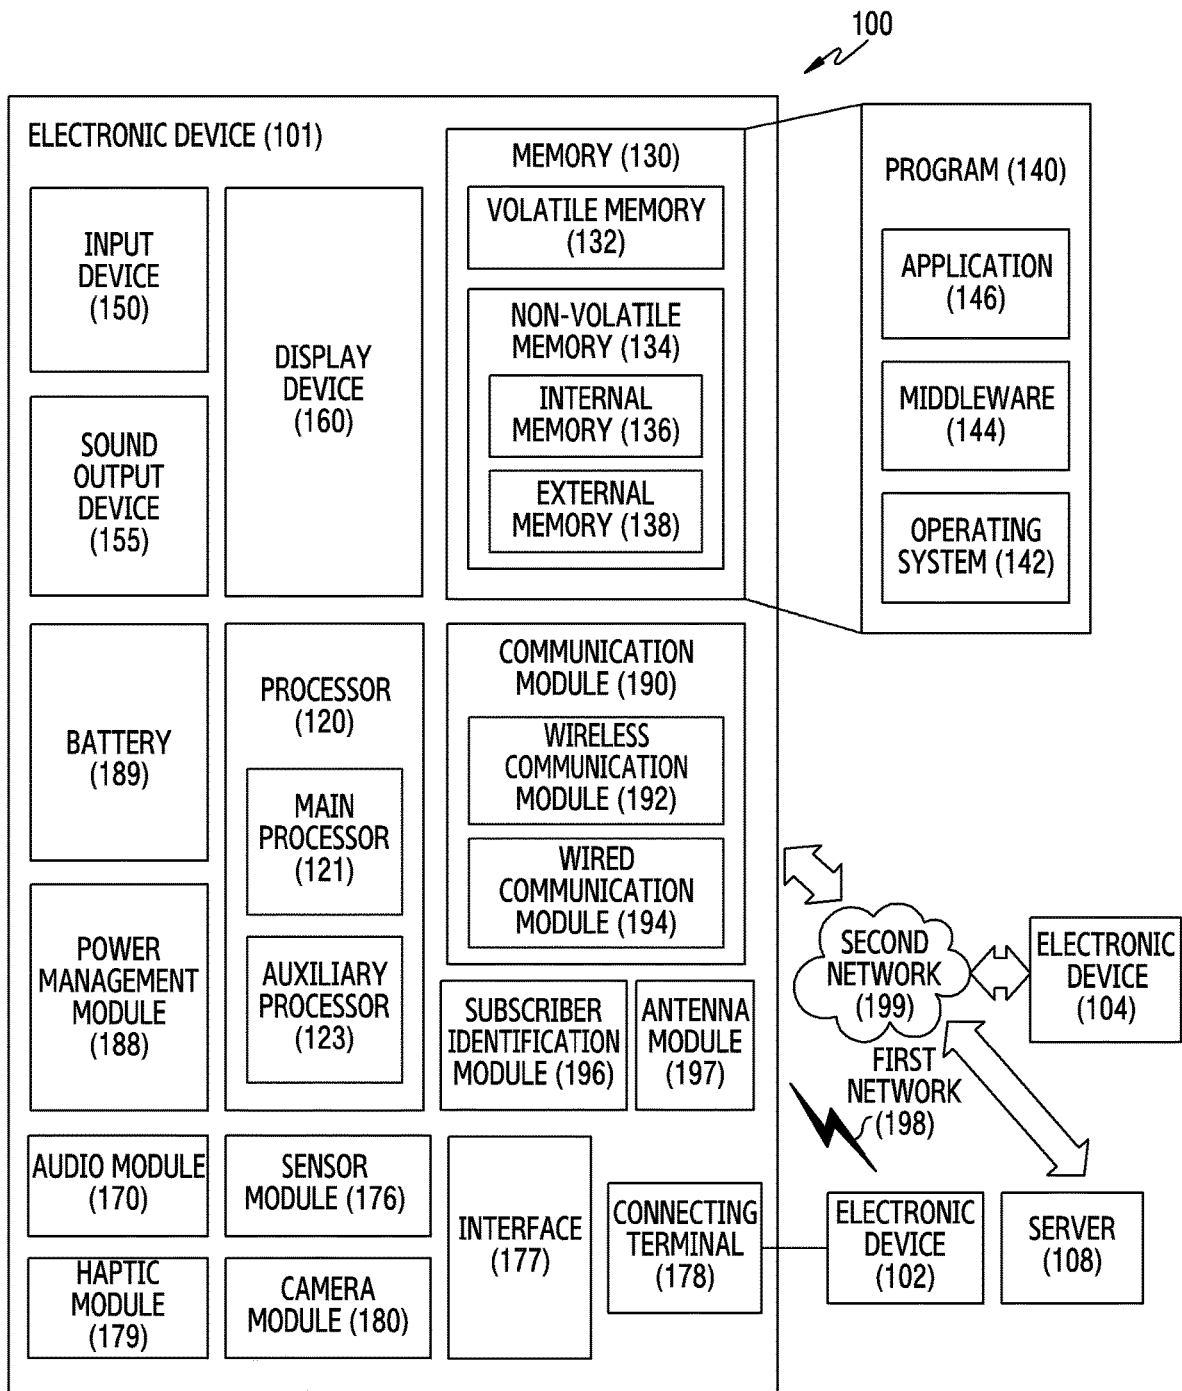 100
ELECTRONIC DEVICE (101)
INPUT
DEVICE
(150)
SOUND
OUTPUT
DEVICE
(155)
DISPLAY
DEVICE
(160)
MEMORY (130)
VOLATILE MEMORY
(132)
NON-VOLATILE
MEMORY (134)
INTERNAL
MEMORY (136)
EXTERNAL
MEMORY (138)
PROGRAM (140)
APPLICATION
(146)
MIDDLEWARE
(144)
OPERATING
SYSTEM (142)
BATTERY
(189)
POWER
MANAGEMENT
MODULE
(188)
PROCESSOR
(120)
MAIN
PROCESSOR
(121)
AUXILIARY
PROCESSOR
(123)
COMMUNICATION
MODULE (190)
WIRELESS
COMMUNICATION
MODULE (192)
WIRED
COMMUNICATION
MODULE (194)
SUBSCRIBER
IDENTIFICATION
MODULE (196)
ANTENNA
MODULE
(197)
SECOND
NETWORK
(199)
ELECTRONIC
DEVICE
(104)
FIRST
NETWORK
(198)
AUDIO MODULE
(170)
SENSOR
MODULE (176)
INTERFACE
(177)
CONNECTING
TERMINAL
(178)
ELECTRONIC
DEVICE
(102)
SERVER
(108)
HAPTIC
MODULE
(179)
CAMERA
MODULE (180)